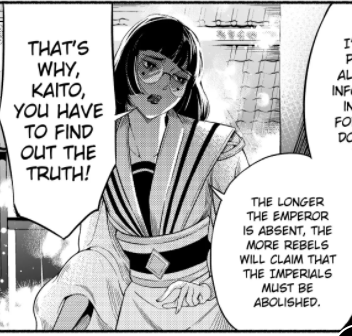 THE LONGER
THE EMPEROR
IS ABSENT, THE
MORE REBELS
WILL CLAIM THAT
THE IMPERIALS
MUST BE
ABOLISHED.
THAT'S
WHY,
KAITO,
YOU HAVE
TO FIND
OUT THE
TRUTH!